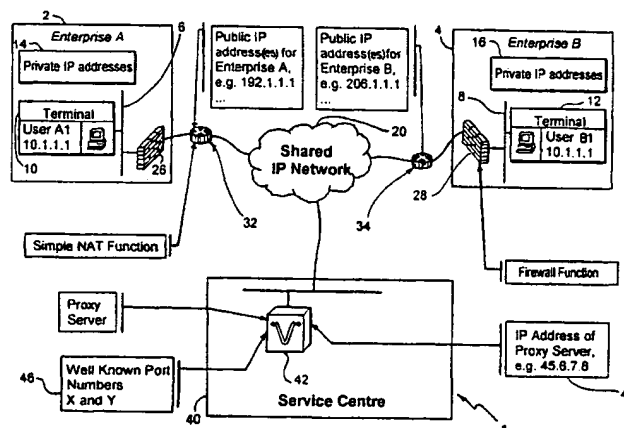 2
Enterprise A
14
Private IP addresses
6
Terminal
User A1
10.1.1.1
10
26
Public IP
address(es) for
Enterprise A,
e.g. 192.1.1.1
...
Public IP
address(es) for
Enterprise B,
e.g. 206.1.1.1
...
20
Shared
IP Network
32
34
4
Enterprise B
16
Private IP addresses
8
12
Terminal
User B1
10.1.1.1
28
Simple NAT Function
Firewall Function
Proxy
Server
46
Well Known Port
Numbers
X and Y
42
40
Service Centre
IP Address of
Proxy Server,
e.g. 45.6.7.8